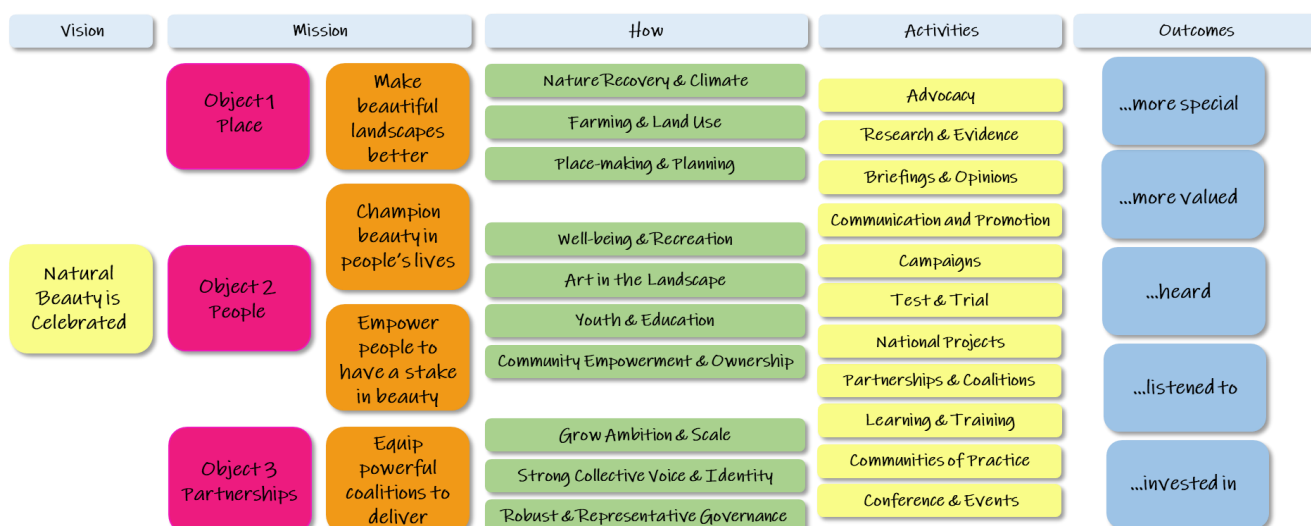 Vision
Mission
How
Activities
Outcomes
Natural
Beauty is
Celebrated
Object 1
Place
Object 2
People
Object 3
Partnerships
Make
beautiful
landscapes
better
Champion
beauty in
people's lives
Empower
people to
have a stake
in beauty
Equip
powerful
coalitions to
deliver
Nature Recovery & Climate
Farming & Land Use
Place-making & Planning
Well-being & Recreation
Art in the Landscape
Youth & Education
Community Empowerment & Ownership
Grow Ambition & Scale
Strong Collective Voice & Identity
Robust & Representative Governance
Advocacy
Research & Evidence
Briefings & Opinions
Communication and Promotion
Campaigns
Test & Trial
National Projects
Partnerships & Coalitions
Learning & Training
Communities of Practice
Conference & Events
...more special
...more valued
...heard
...listened to
...invested in